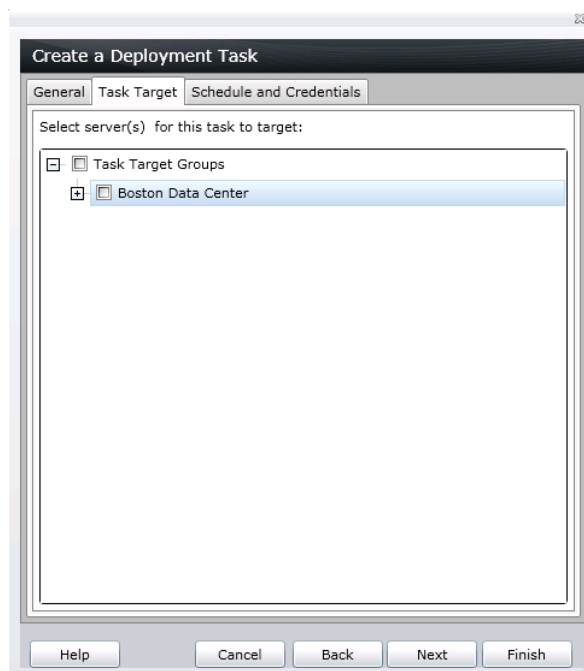 Create a Deployment Task
General Task Target Schedule and Credentials
Select server(s) for this task to target:
Task Target Groups
Boston Data Center
Help Cancel Back Next Finish